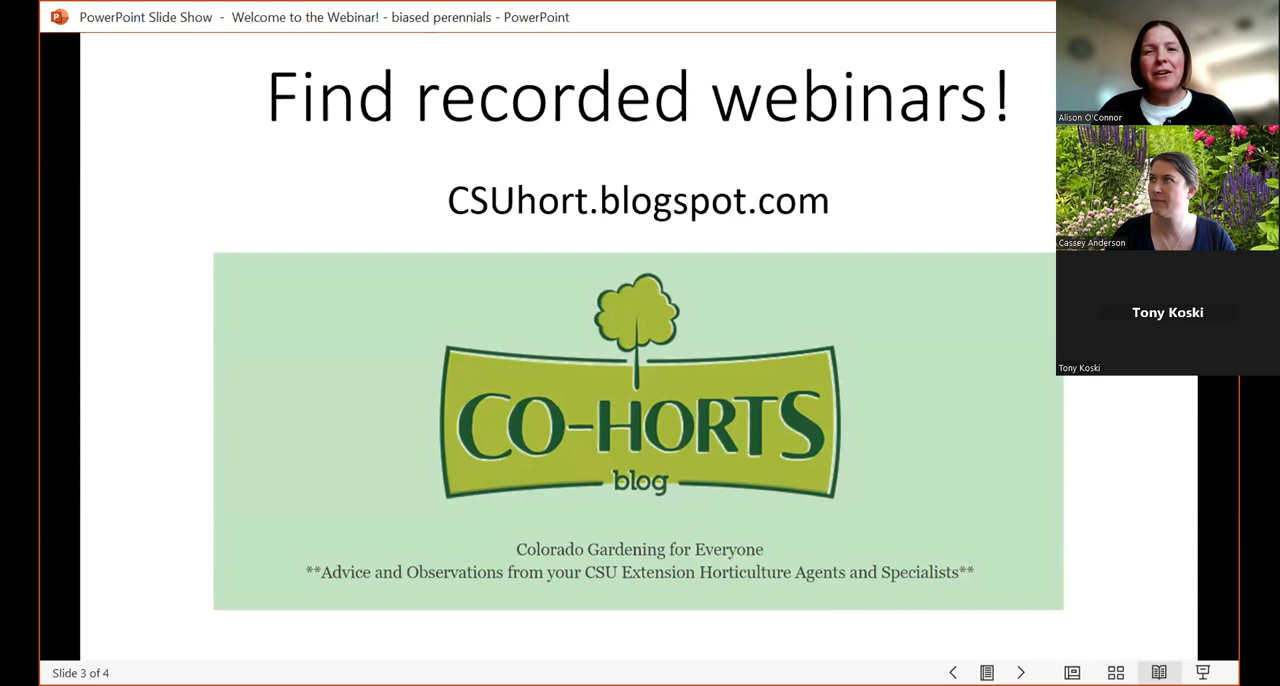 PowerPoint Slide Show - Welcome to the Webinar! - biased perennials - PowerPoint
Find recorded webinars!
CSUhort.blogspot.com
CO-HORTS
blog
Colorado Gardening for Everyone
**Advice and Observations from your CSU Extension Horticulture Agents and Specialists**
Alison O'Connor
Cassey Anderson
Tony Koski
Tony Koski
Slide 3 of 4